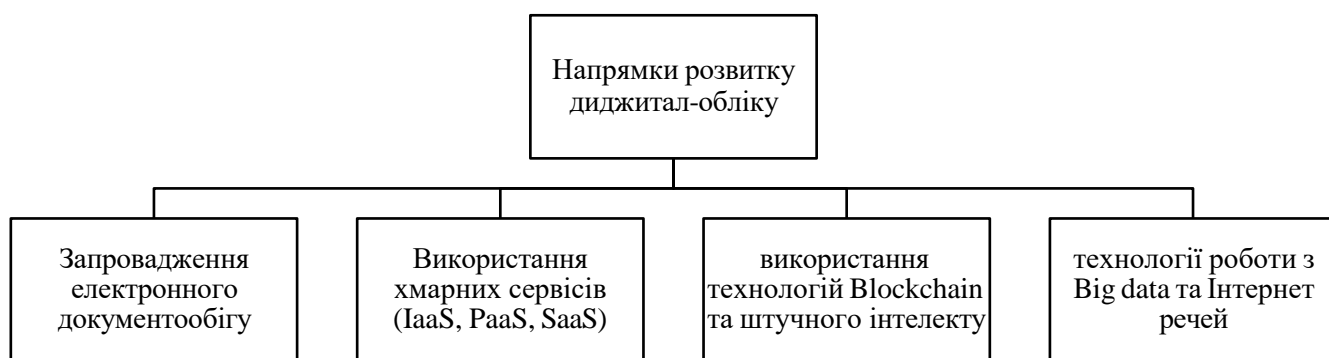 Напрямки розвитку
диджитал-обліку
Запровадження
електронного
документообігу
Використання
хмарних сервісів
(IaaS, PaaS, SaaS)
використання
технологій Blockchain
та штучного інтелекту
технології роботи з
Big data та Інтернет
речей